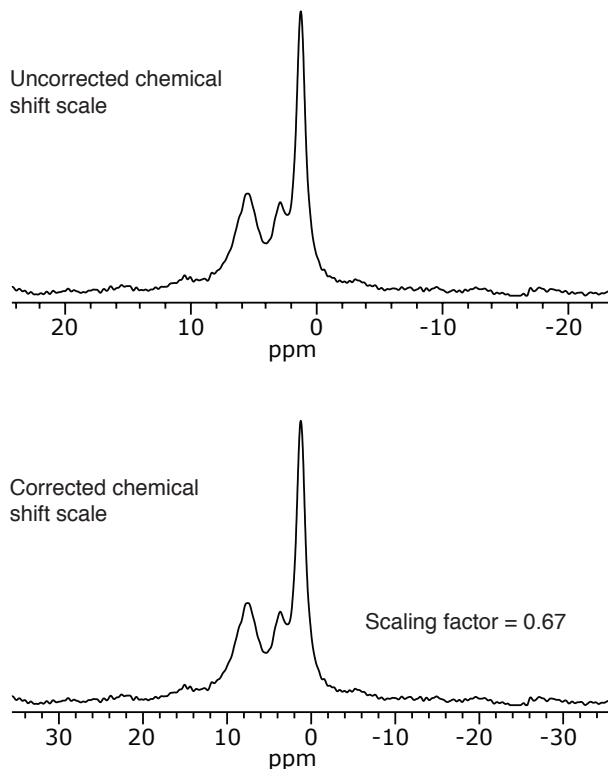 Uncorrected chemical
shift scale
20 10 0 -10 -20
ppm
Corrected chemical
shift scale
Scaling factor = 0.67
30 20 10 0 -10 -20 -30
ppm